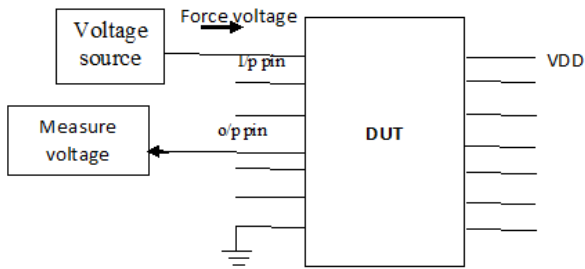 Force voltage
Voltage
source
I/p pin
VDD
Measure
voltage
o/p pin
DUT